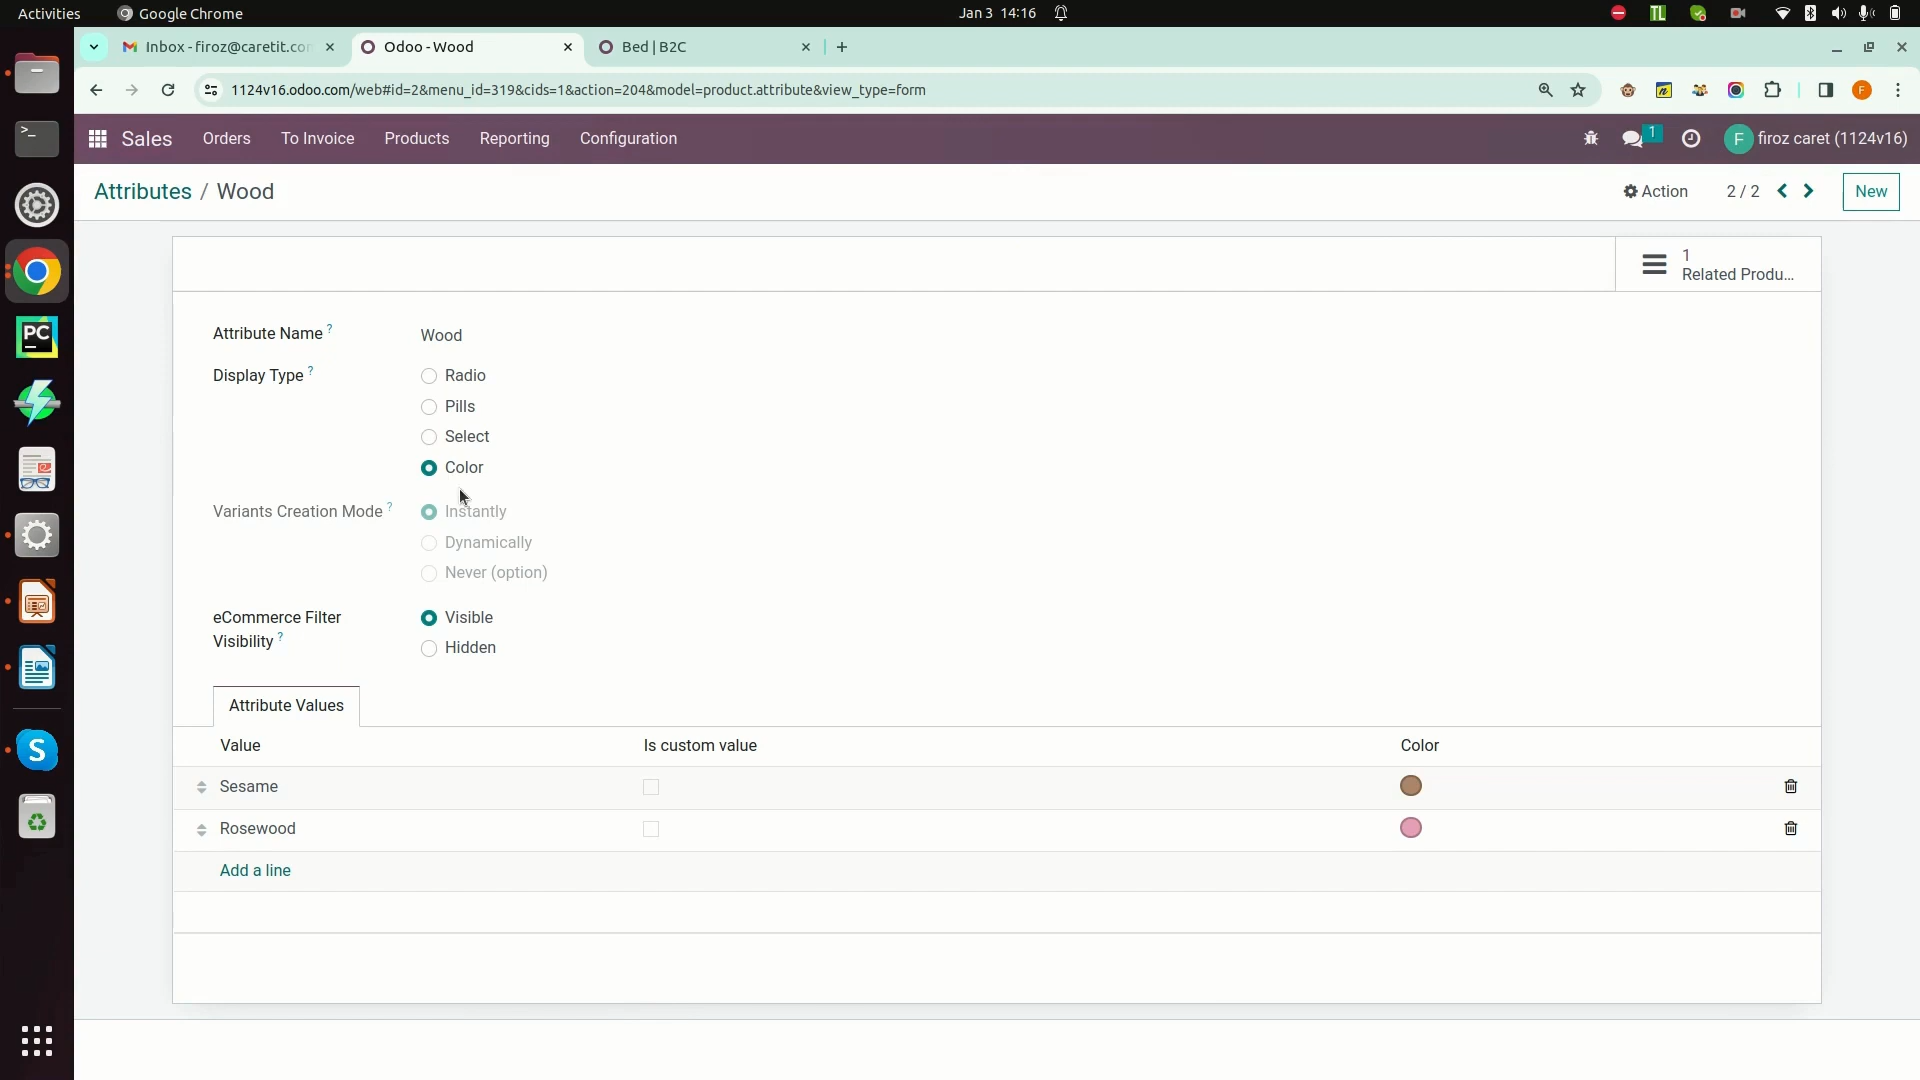 Activities
Google Chrome
Jan 3 14:16
TL
Inbox - firoz@caretit.co
Odoo - Wood
Bed | B2C
1124v16.odoo.com/web#id=2&menu_id=319&cids=1&action=204&model=product.attribute&view_type=form
F
Sales
Orders
To Invoice
Products
Reporting
Configuration
1
F
firoz caret (1124v16)
Attributes / Wood
Action
2 / 2
New
1
Related Produ...
Attribute Name ?
Wood
Display Type ?
Radio
Pills
Select
Color
Variants Creation Mode ?
Instantly
Dynamically
Never (option)
eCommerce Filter
Visibility ?
Visible
Hidden
Attribute Values
Value
Is custom value
Color
Sesame
Rosewood
Add a line
PC
S